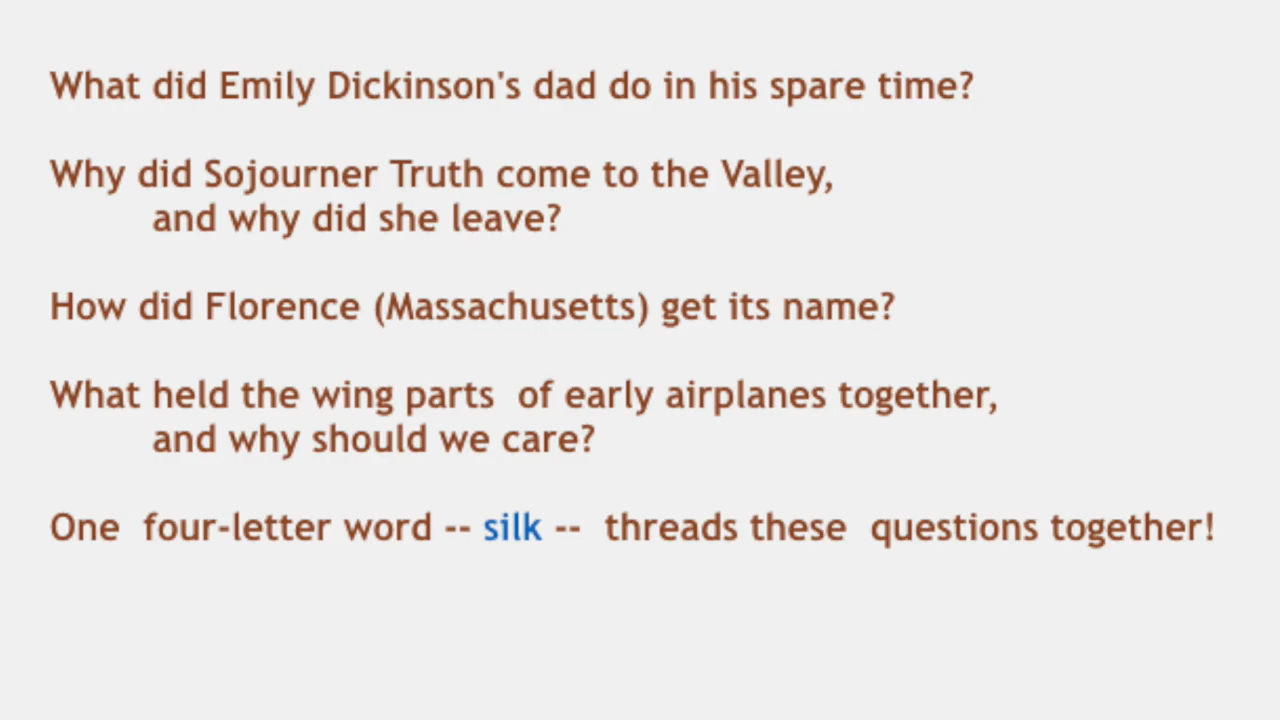 What did Emily Dickinson's dad do in his spare time?
Why did Sojourner Truth come to the Valley,
and why did she leave?
How did Florence (Massachusetts) get its name?
What held the wing parts  of early airplanes together,
and why should we care?
One  four-letter word -- silk --  threads these  questions together!